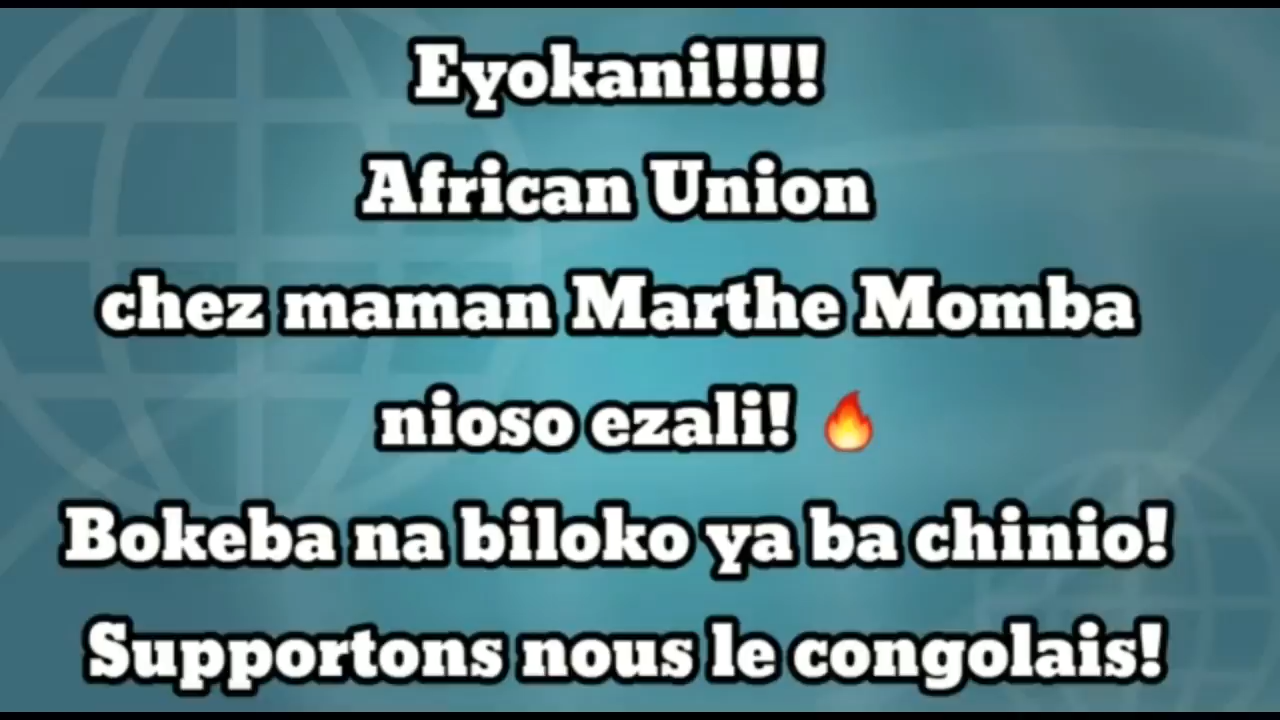 Eyokani!!!!
African Union
chez maman Marthe Momba
nioso ezali! 🔥
Bokeba na biloko ya ba chinio!
Supportons nous le congolais!